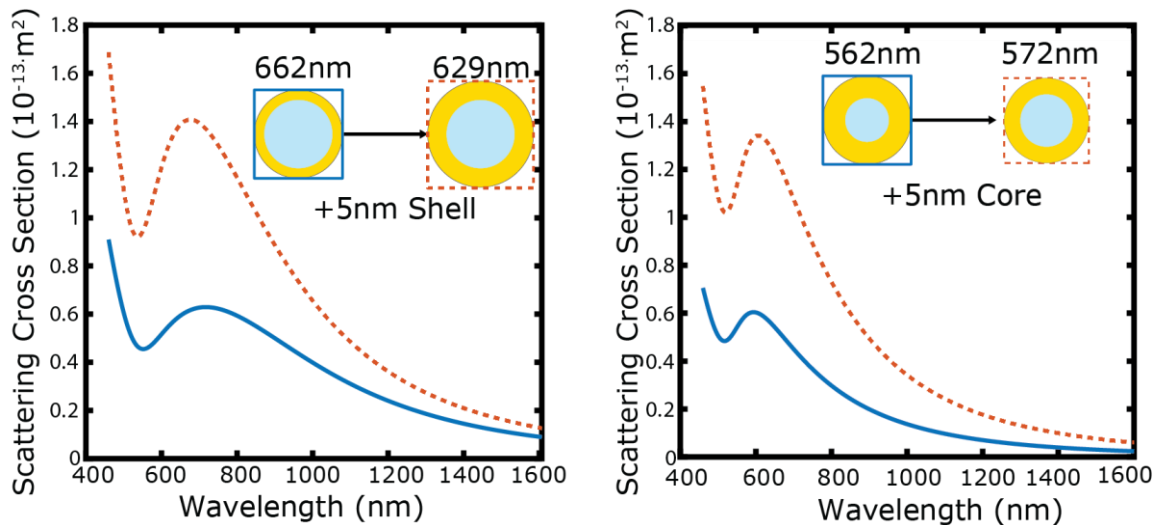 Scattering Cross Section (10⁻¹³·m²)
1.8
1.6
1.4
1.2
1
0.8
0.6
0.4
0.2
0
400 600 800 1000 1200 1400 1600
Wavelength (nm)
662nm 629nm
+5nm Shell
Scattering Cross Section (10⁻¹³·m²)
1.8
1.6
1.4
1.2
1
0.8
0.6
0.4
0.2
0
400 600 800 1000 1200 1400 1600
Wavelength (nm)
562nm 572nm
+5nm Core